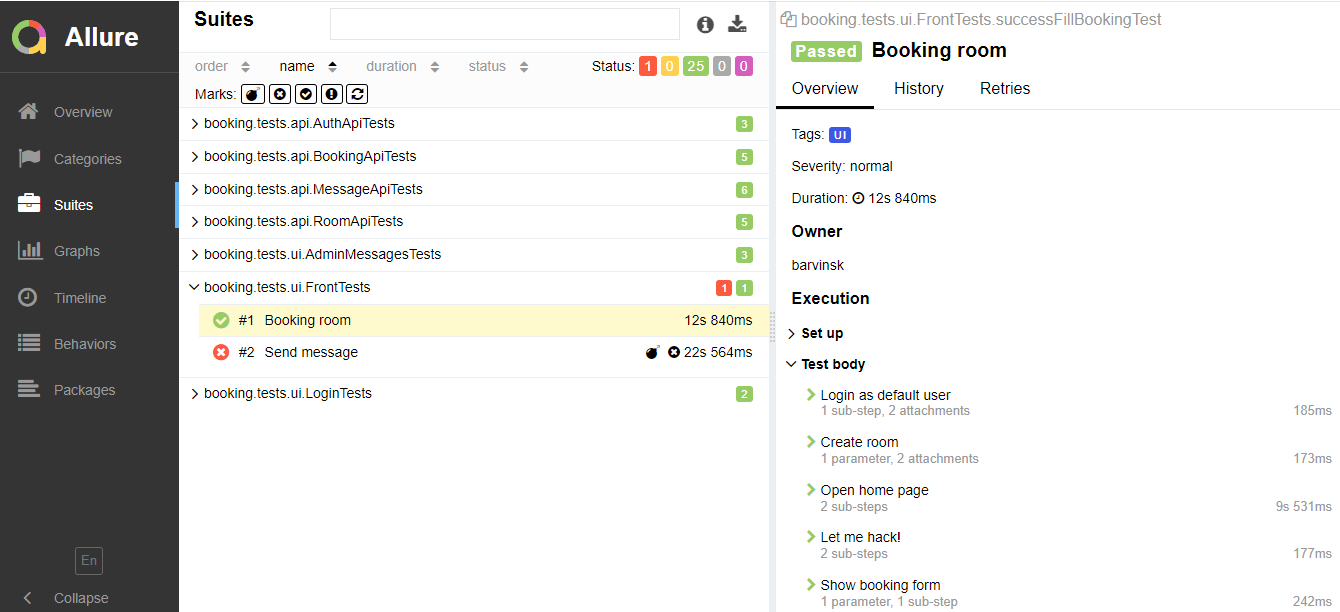 Allure
Overview
Categories
Suites
Graphs
Timeline
Behaviors
Packages
En
Collapse
Suites
order name duration status Status: 1 0 25 0 0
Marks:
booking.tests.api.AuthApiTests 3
booking.tests.api.BookingApiTests 5
booking.tests.api.MessageApiTests 6
booking.tests.api.RoomApiTests 5
booking.tests.ui.AdminMessagesTests 3
booking.tests.ui.FrontTests 1 1
#1 Booking room 12s 840ms
#2 Send message 22s 564ms
booking.tests.ui.LoginTests 2
booking.tests.ui.FrontTests.successFillBookingTest
Passed Booking room
Overview History Retries
Tags: UI
Severity: normal
Duration: 12s 840ms
Owner
barvinsk
Execution
Set up
Test body
Login as default user
1 sub-step, 2 attachments 185ms
Create room
1 parameter, 2 attachments 173ms
Open home page
2 sub-steps 9s 531ms
Let me hack!
2 sub-steps 177ms
Show booking form
1 parameter, 1 sub-step 242ms